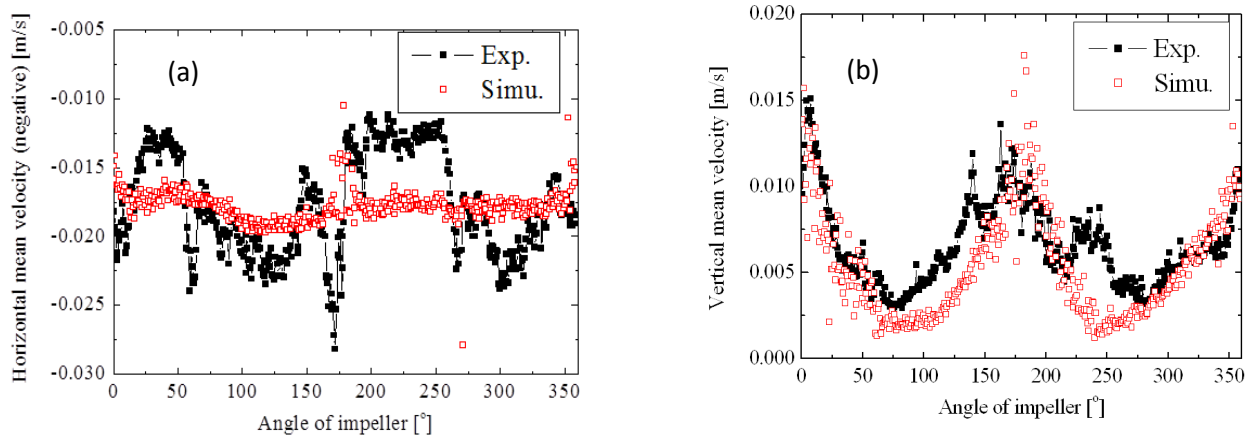 (a)
Exp.
Simu.
Horizontal mean velocity (negative) [m/s]
-0.005
-0.010
-0.015
-0.020
-0.025
-0.030
0 50 100 150 200 250 300 350
Angle of impeller [°]
(b)
Exp.
Simu.
Vertical mean velocity [m/s]
0.020
0.015
0.010
0.005
0.000
0 50 100 150 200 250 300 350
Angle of impeller [°]